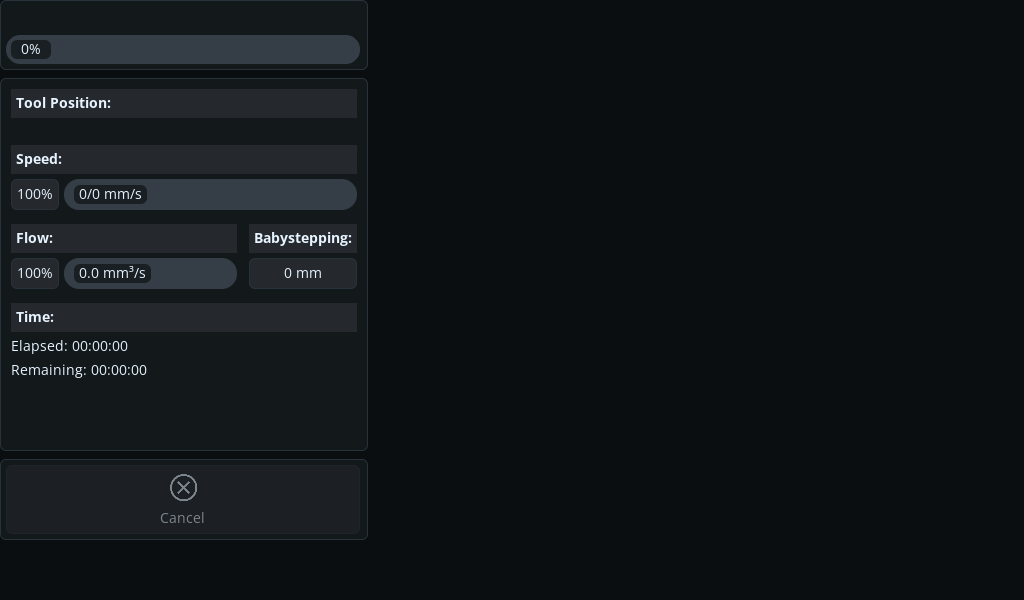 0%
Tool Position:
Speed:
100% 0/0 mm/s
Flow: Babystepping:
100% 0.0 mm³/s 0 mm
Time:
Elapsed: 00:00:00
Remaining: 00:00:00
Cancel